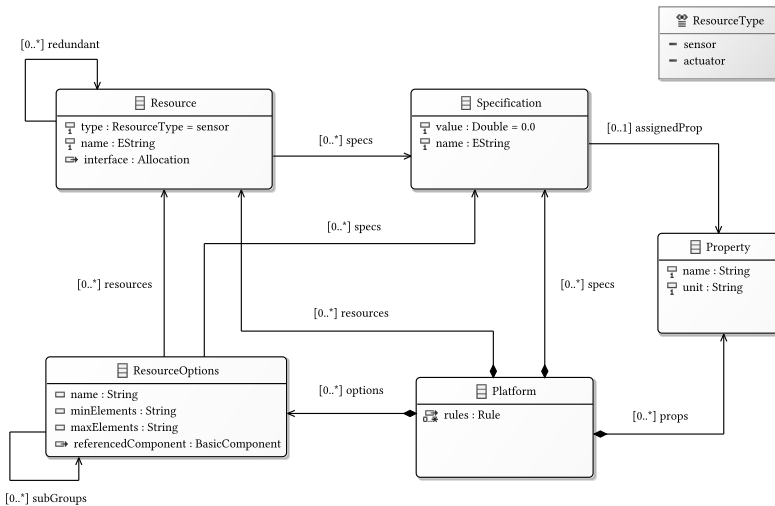 ResourceType
sensor
actuator
[0..*] redundant
Resource
type : ResourceType = sensor
name : EString
interface : Allocation
[0..*] specs
Specification
value : Double = 0.0
name : EString
[0..1] assignedProp
[0..*] specs
Property
name : String
unit : String
[0..*] resources
[0..*] specs
[0..*] resources
ResourceOptions
name : String
minElements : String
maxElements : String
referencedComponent : BasicComponent
[0..*] options
Platform
rules : Rule
[0..*] props
[0..*] subGroups